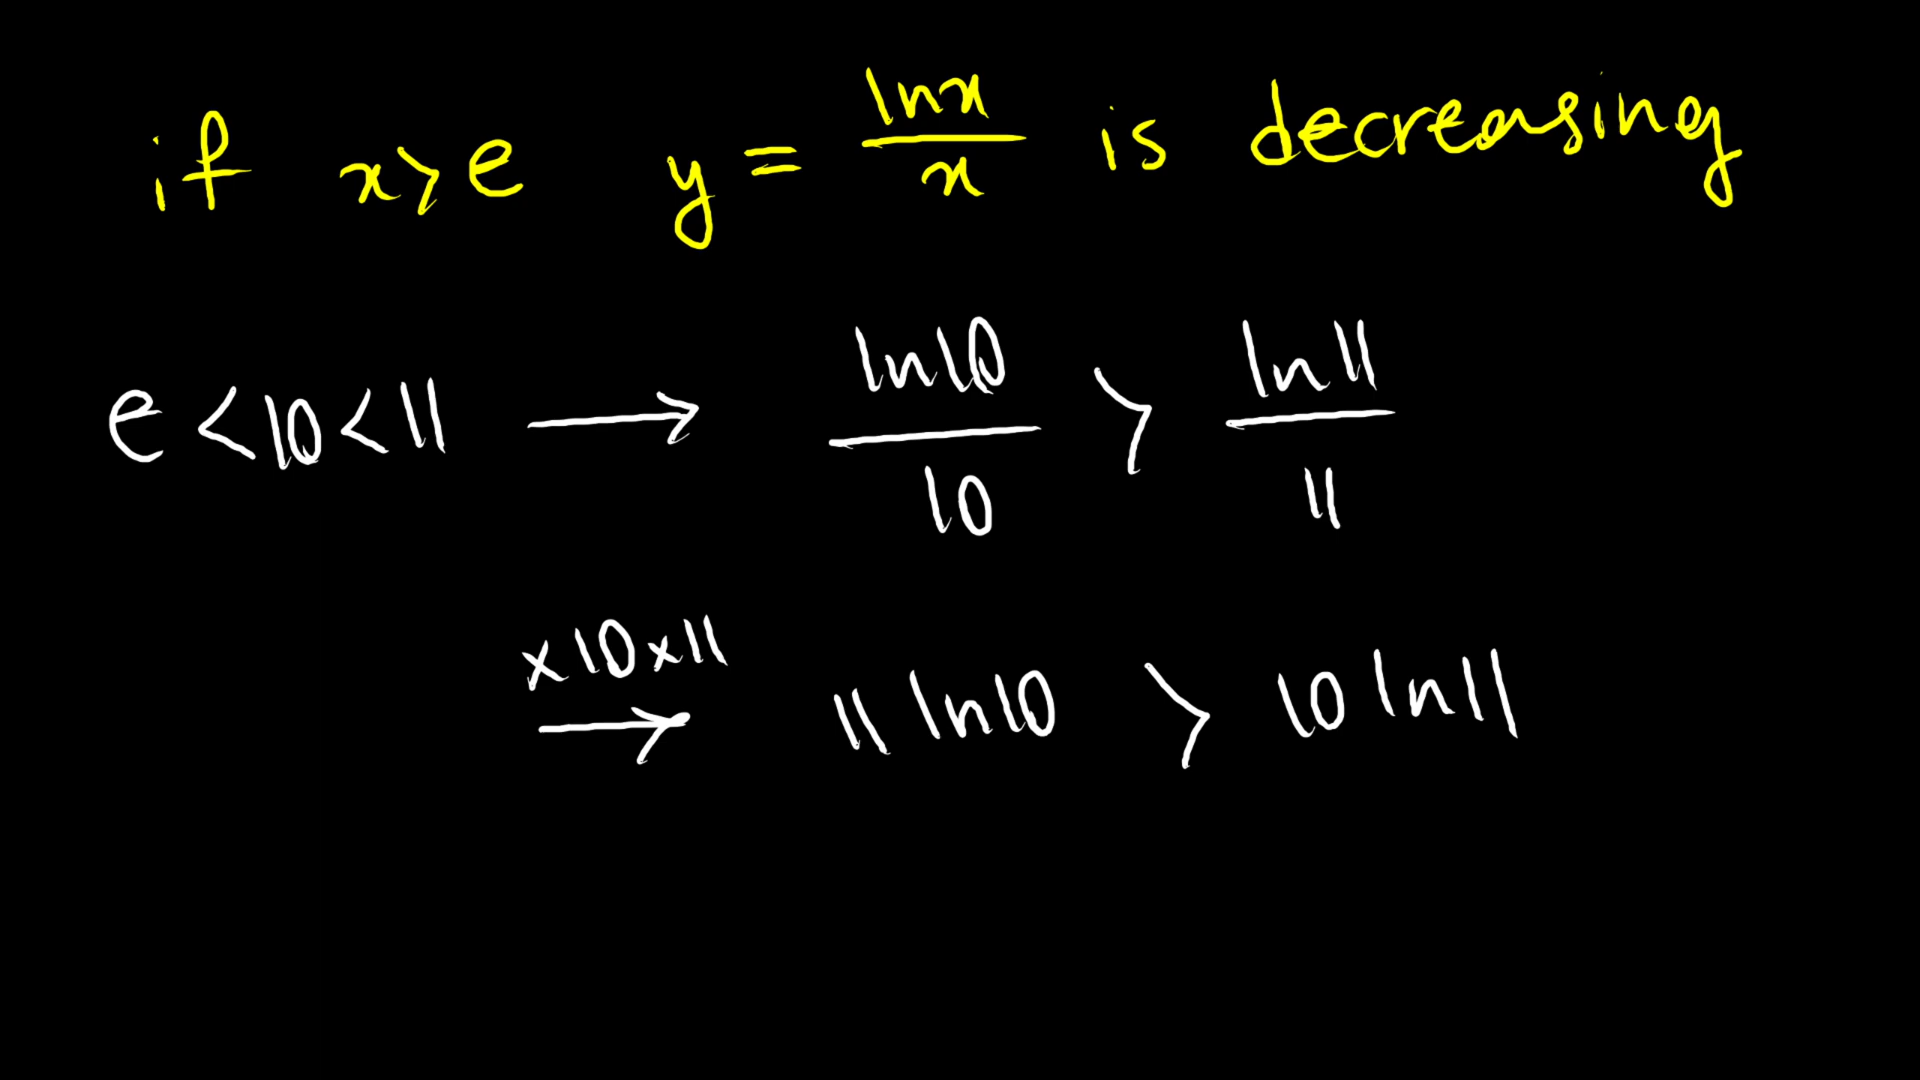 if x>e y = lnx/x is decreasing
e<10<11 → ln10/10 > ln11/11
×10×11 → 11 ln10 > 10 ln11